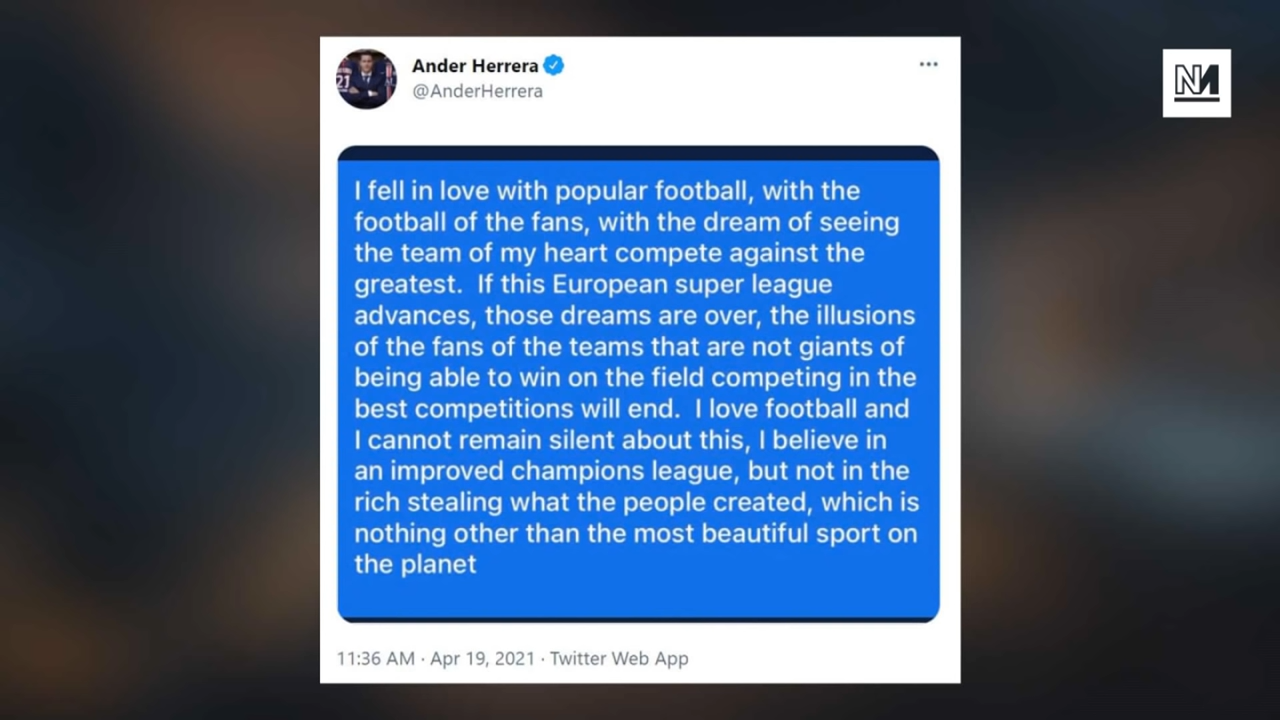 Ander Herrera
@AnderHerrera
I fell in love with popular football, with the
football of the fans, with the dream of seeing
the team of my heart compete against the
greatest.  If this European super league
advances, those dreams are over, the illusions
of the fans of the teams that are not giants of
being able to win on the field competing in the
best competitions will end.  I love football and
I cannot remain silent about this, I believe in
an improved champions league, but not in the
rich stealing what the people created, which is
nothing other than the most beautiful sport on
the planet
11:36 AM · Apr 19, 2021 · Twitter Web App
NM
21